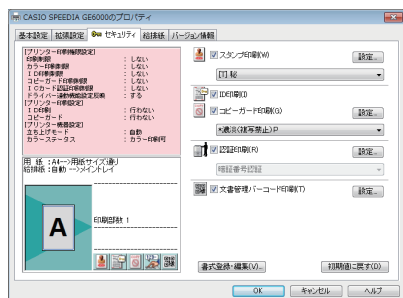 CASIO SPEEDIA GE6000のプロパティ
基本設定 拡張設定 セキュリティ 給排紙 バージョン情報
[プリンター印刷権限設定]
印刷制限 : しない
カラー印刷制限 : しない
ID印刷制限 : しない
コピーガード印刷制限 : しない
ICカード認証印刷制限 : しない
ドライバー連動機能設定反映 : する
[プリンター印刷設定]
ID印刷 : 行わない
コピーガード : 行わない
[プリンター機器設定]
立ち上げモード : 自動
カラーステータス : カラー印刷可
用 紙 :A4-->用紙サイズ通り
給排紙 :自動 -->メイントレイ
A
印刷部数 1
スタンプ印刷(W) 設定...
[T] 秘
ID印刷(D)
コピーガード印刷(G) 設定...
*濃淡(複写禁止)P
認証印刷(R) 設定...
暗証番号認証
文書管理バーコード印刷(T) 設定...
書式登録・編集(V)... 初期値に戻す(D)
OK キャンセル ヘルプ